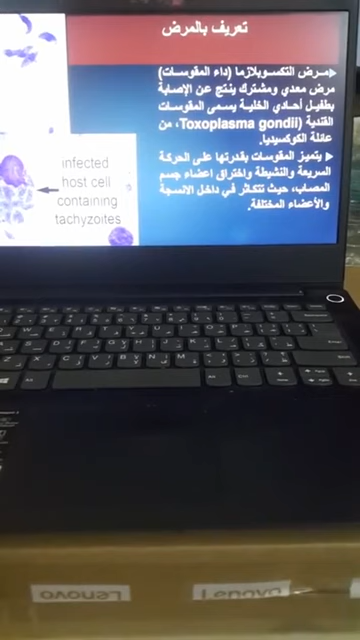 تعريف بالمرض
مرض التكسوبلازما (داء المقوسات)
مرض معدي ومشترك ينتج عن الإصابة
بطفيل أحادي الخلية يسمى المقوسات
القندية (Toxoplasma gondii)، من
عائلة الكوكسيديا.
يتميز المقوسات بقدرتها على الحركة
السريعة والنشيطة واختراق اعضاء جسم
المصاب، حيث تتكاثر في داخل الانسجة
والأعضاء المختلفة.
infected
host cell
containing
tachyzoites
Lenovo
Lenovo